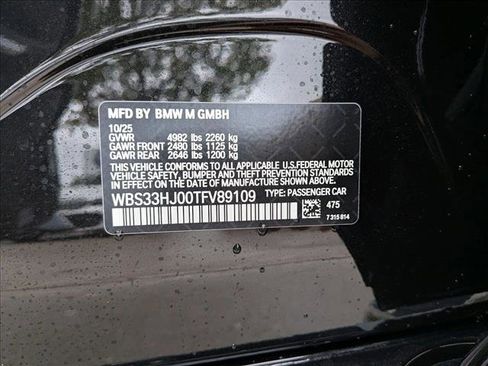 MFD BY BMW M GMBH
10/25
GVWR 4982 lbs 2260 kg
GAWR FRONT 2480 lbs 1125 kg
GAWR REAR 2646 lbs 1200 kg
THIS VEHICLE CONFORMS TO ALL APPLICABLE U.S.FEDERAL MOTOR
VEHICLE SAFETY, BUMPER AND THEFT PREVENTION STANDARDS
IN EFFECT ON THE DATE OF MANUFACTURE SHOWN ABOVE.
WBS33HJ00TFV89109 TYPE: PASSENGER CAR
475
7 315 814